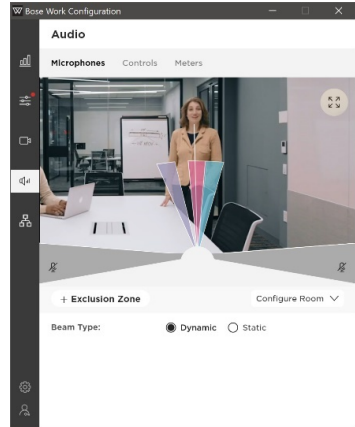 Bose Work Configuration
Audio
Microphones Controls Meters
+ Exclusion Zone Configure Room
Beam Type: Dynamic Static